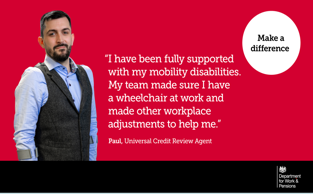 Make a
difference
“I have been fully supported
with my mobility disabilities.
My team made sure I have
a wheelchair at work and
made other workplace
adjustments to help me.”
Paul, Universal Credit Review Agent
Department
for Work &
Pensions